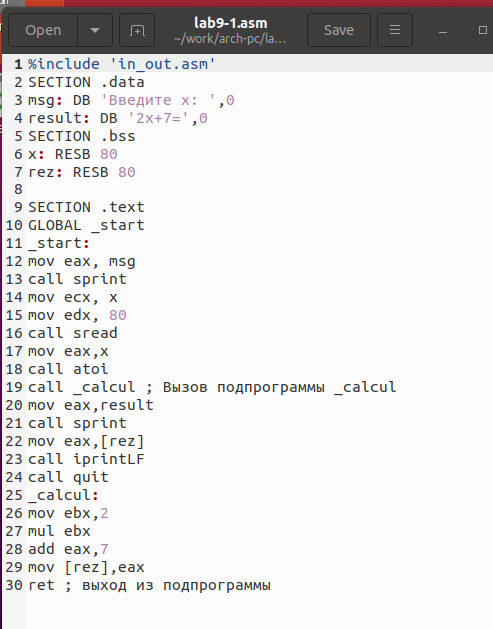 lab9-1.asm
Open
Save
~/work/arch-pc/la...
1 %include 'in_out.asm'
2 SECTION .data
3 msg: DB 'Введите x: ',0
4 result: DB '2x+7=',0
5 SECTION .bss
6 x: RESB 80
7 rez: RESB 80
8
9 SECTION .text
10 GLOBAL _start
11 _start:
12 mov eax, msg
13 call sprint
14 mov ecx, x
15 mov edx, 80
16 call sread
17 mov eax,x
18 call atoi
19 call _calcul ; Вызов подпрограммы _calcul
20 mov eax,result
21 call sprint
22 mov eax,[rez]
23 call iprintLF
24 call quit
25 _calcul:
26 mov ebx,2
27 mul ebx
28 add eax,7
29 mov [rez],eax
30 ret ; выход из подпрограммы